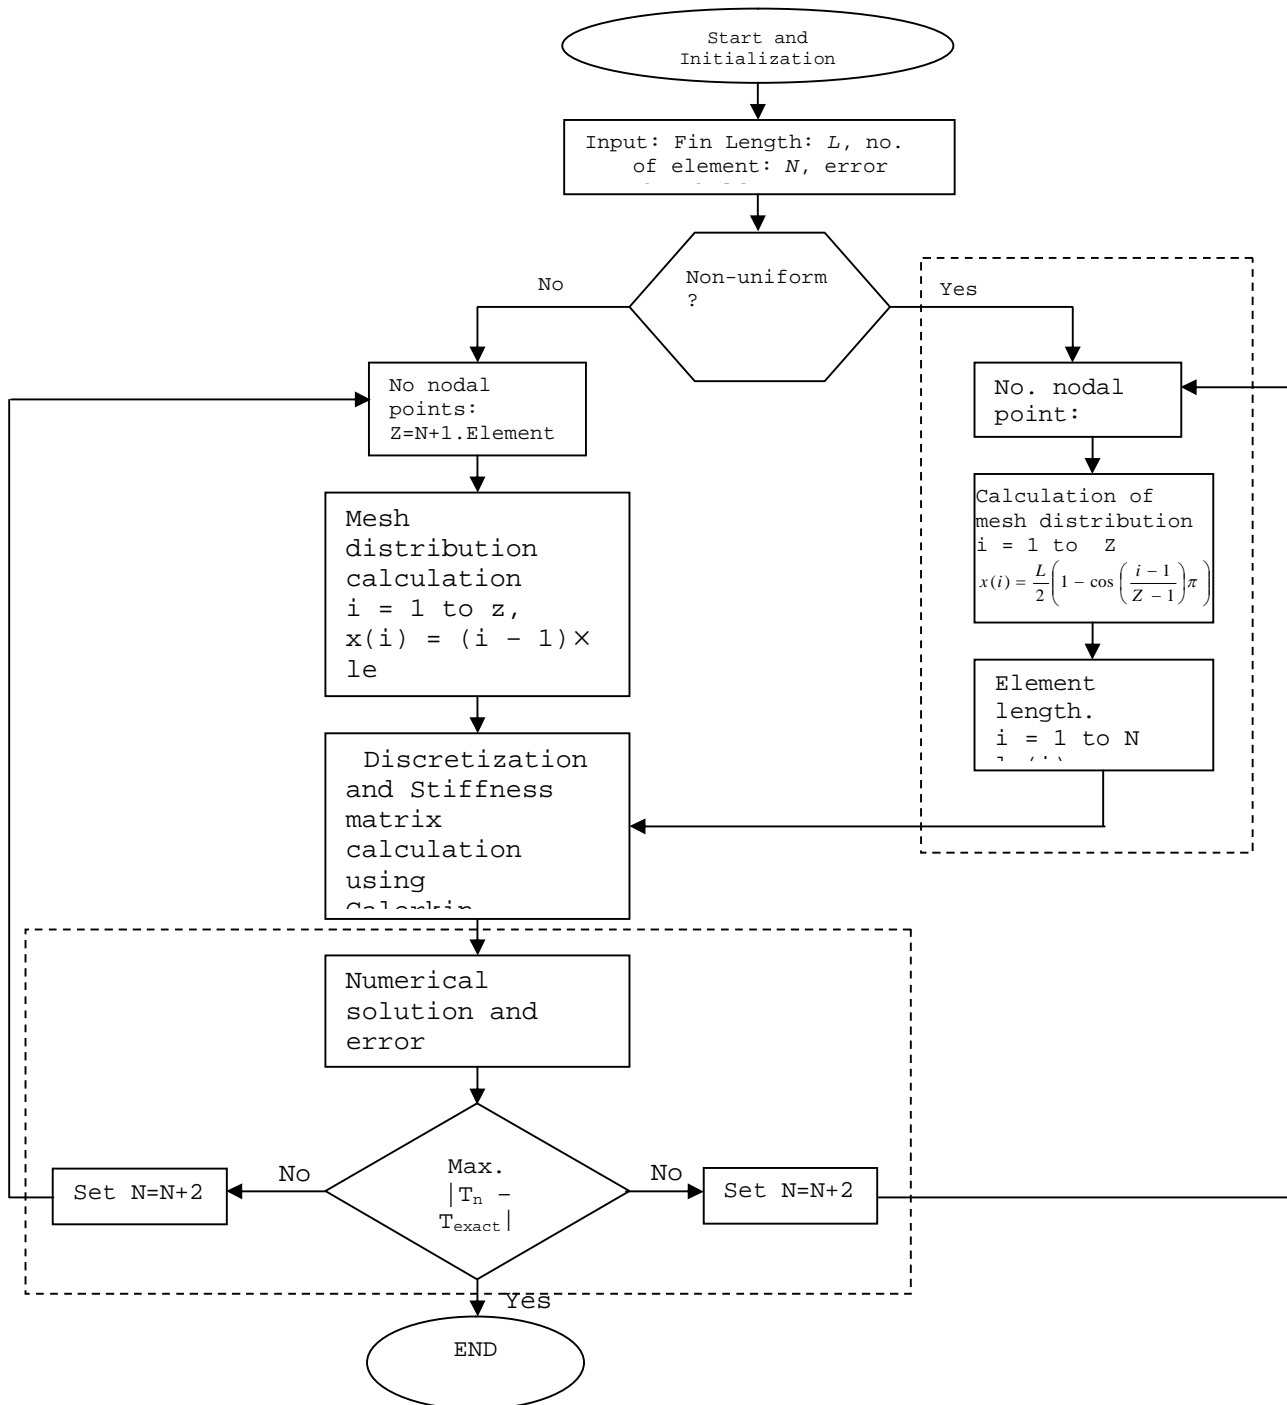 Start and
Initialization
Input: Fin Length: L, no.
of element: N, error
Non-uniform
?
No
Yes
No nodal
points:
Z=N+1.Element
No. nodal
point:
Mesh
distribution
calculation
i = 1 to z,
x(i) = (i – 1)×
le
Calculation of
mesh distribution
i = 1 to Z
x(i) = L/2 (1 − cos ((i − 1)/(Z − 1)) π)
Element
length.
i = 1 to N
Discretization
and Stiffness
matrix
calculation
using
Numerical
solution and
error
Max.
|Tn –
Texact|
No
No
Set N=N+2
Set N=N+2
Yes
END